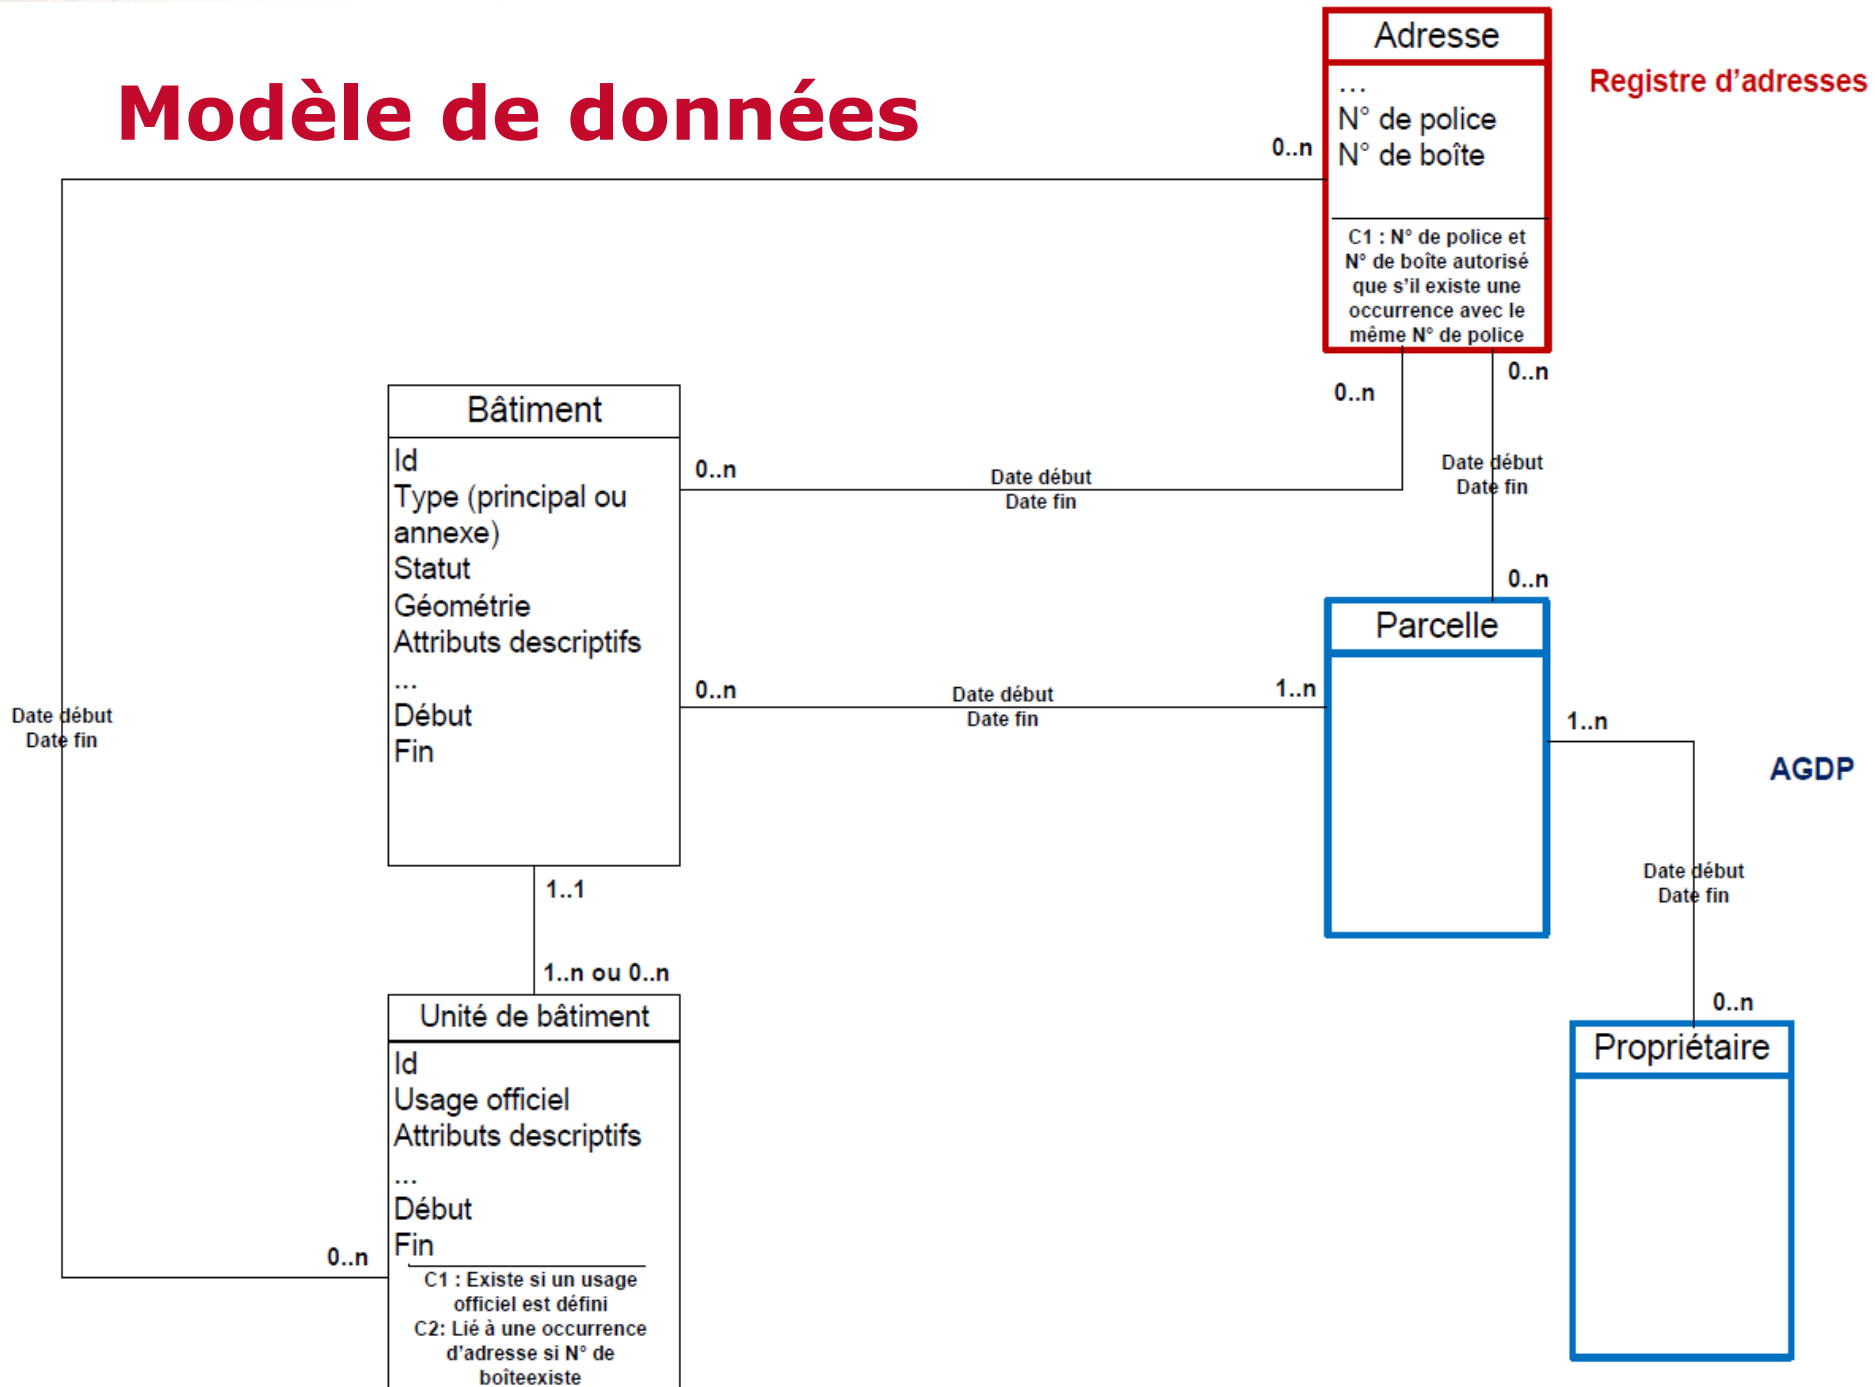 Modèle de données
Adresse
Registre d'adresses
...
N° de police
N° de boîte
0..n
C1 : N° de police et
N° de boîte autorisé
que s'il existe une
occurrence avec le
même N° de police
0..n
0..n
Bâtiment
Id
Type (principal ou
annexe)
Statut
Géométrie
Attributs descriptifs
...
Début
Fin
0..n
Date début
Date fin
Date début
Date fin
0..n
Parcelle
0..n
Date début
Date fin
1..n
1..n
AGDP
Date début
Date fin
Date début
Date fin
0..n
Propriétaire
1..1
1..n ou 0..n
Unité de bâtiment
Id
Usage officiel
Attributs descriptifs
...
Début
Fin
0..n
C1 : Existe si un usage
officiel est défini
C2: Lié à une occurrence
d'adresse si N° de
boîteexiste